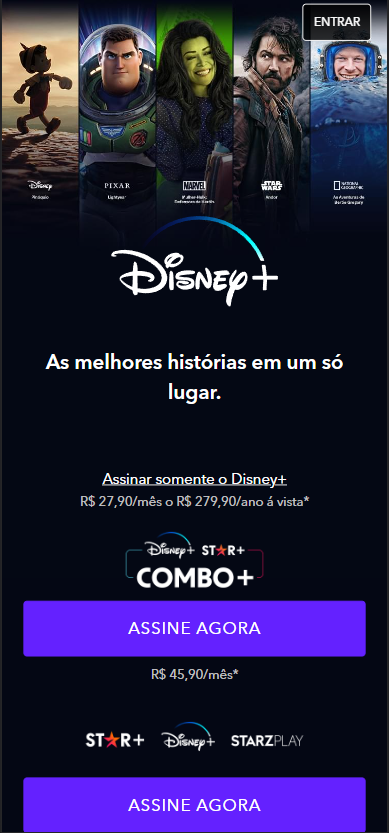 ENTRAR
Disney
PIXAR
MARVEL
STAR WARS
NATIONAL GEOGRAPHIC
Pinóquio
Lightyear
Mulher-Hulk:
Defensora de Heróis
Andor
As Aventuras de
Disney+
As melhores histórias em um só
lugar.
Assinar somente o Disney+
R$ 27,90/mês o R$ 279,90/ano á vista*
Disney+ STAR+
COMBO+
ASSINE AGORA
R$ 45,90/mês*
STAR+ Disney+ STARZPLAY
ASSINE AGORA